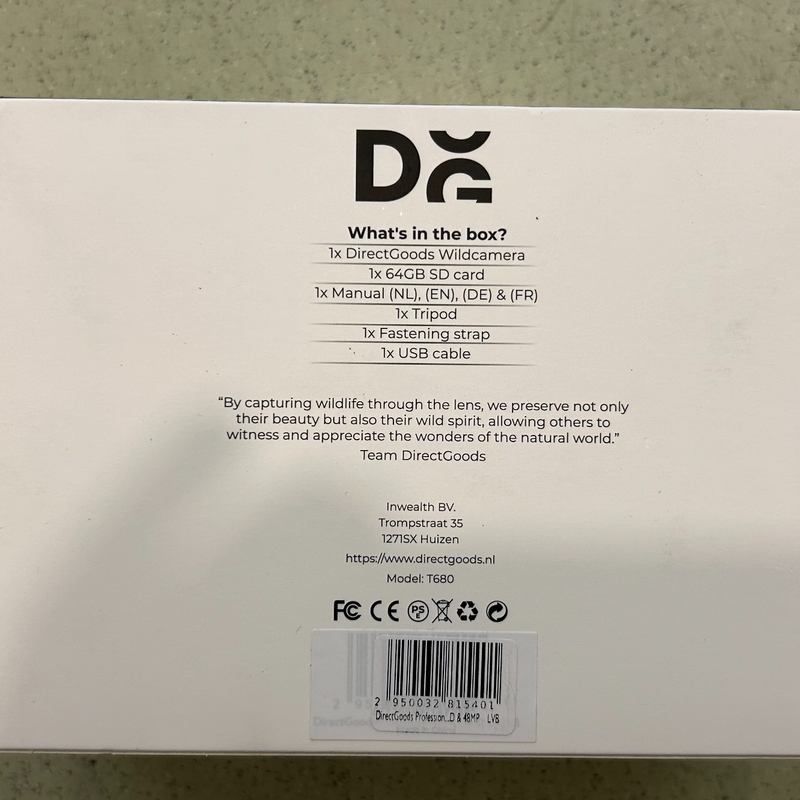 DG
What's in the box?
1x DirectGoods Wildcamera
1x 64GB SD card
1x Manual (NL), (EN), (DE) & (FR)
1x Tripod
1x Fastening strap
1x USB cable
“By capturing wildlife through the lens, we preserve not only
their beauty but also their wild spirit, allowing others to
witness and appreciate the wonders of the natural world.”
Team DirectGoods
Inwealth BV.
Trompstraat 35
1271SX Huizen
https://www.directgoods.nl
Model: T680
FC CE PSE
2 950032 815401
DirectGoods Profession...D & 48MP LVB